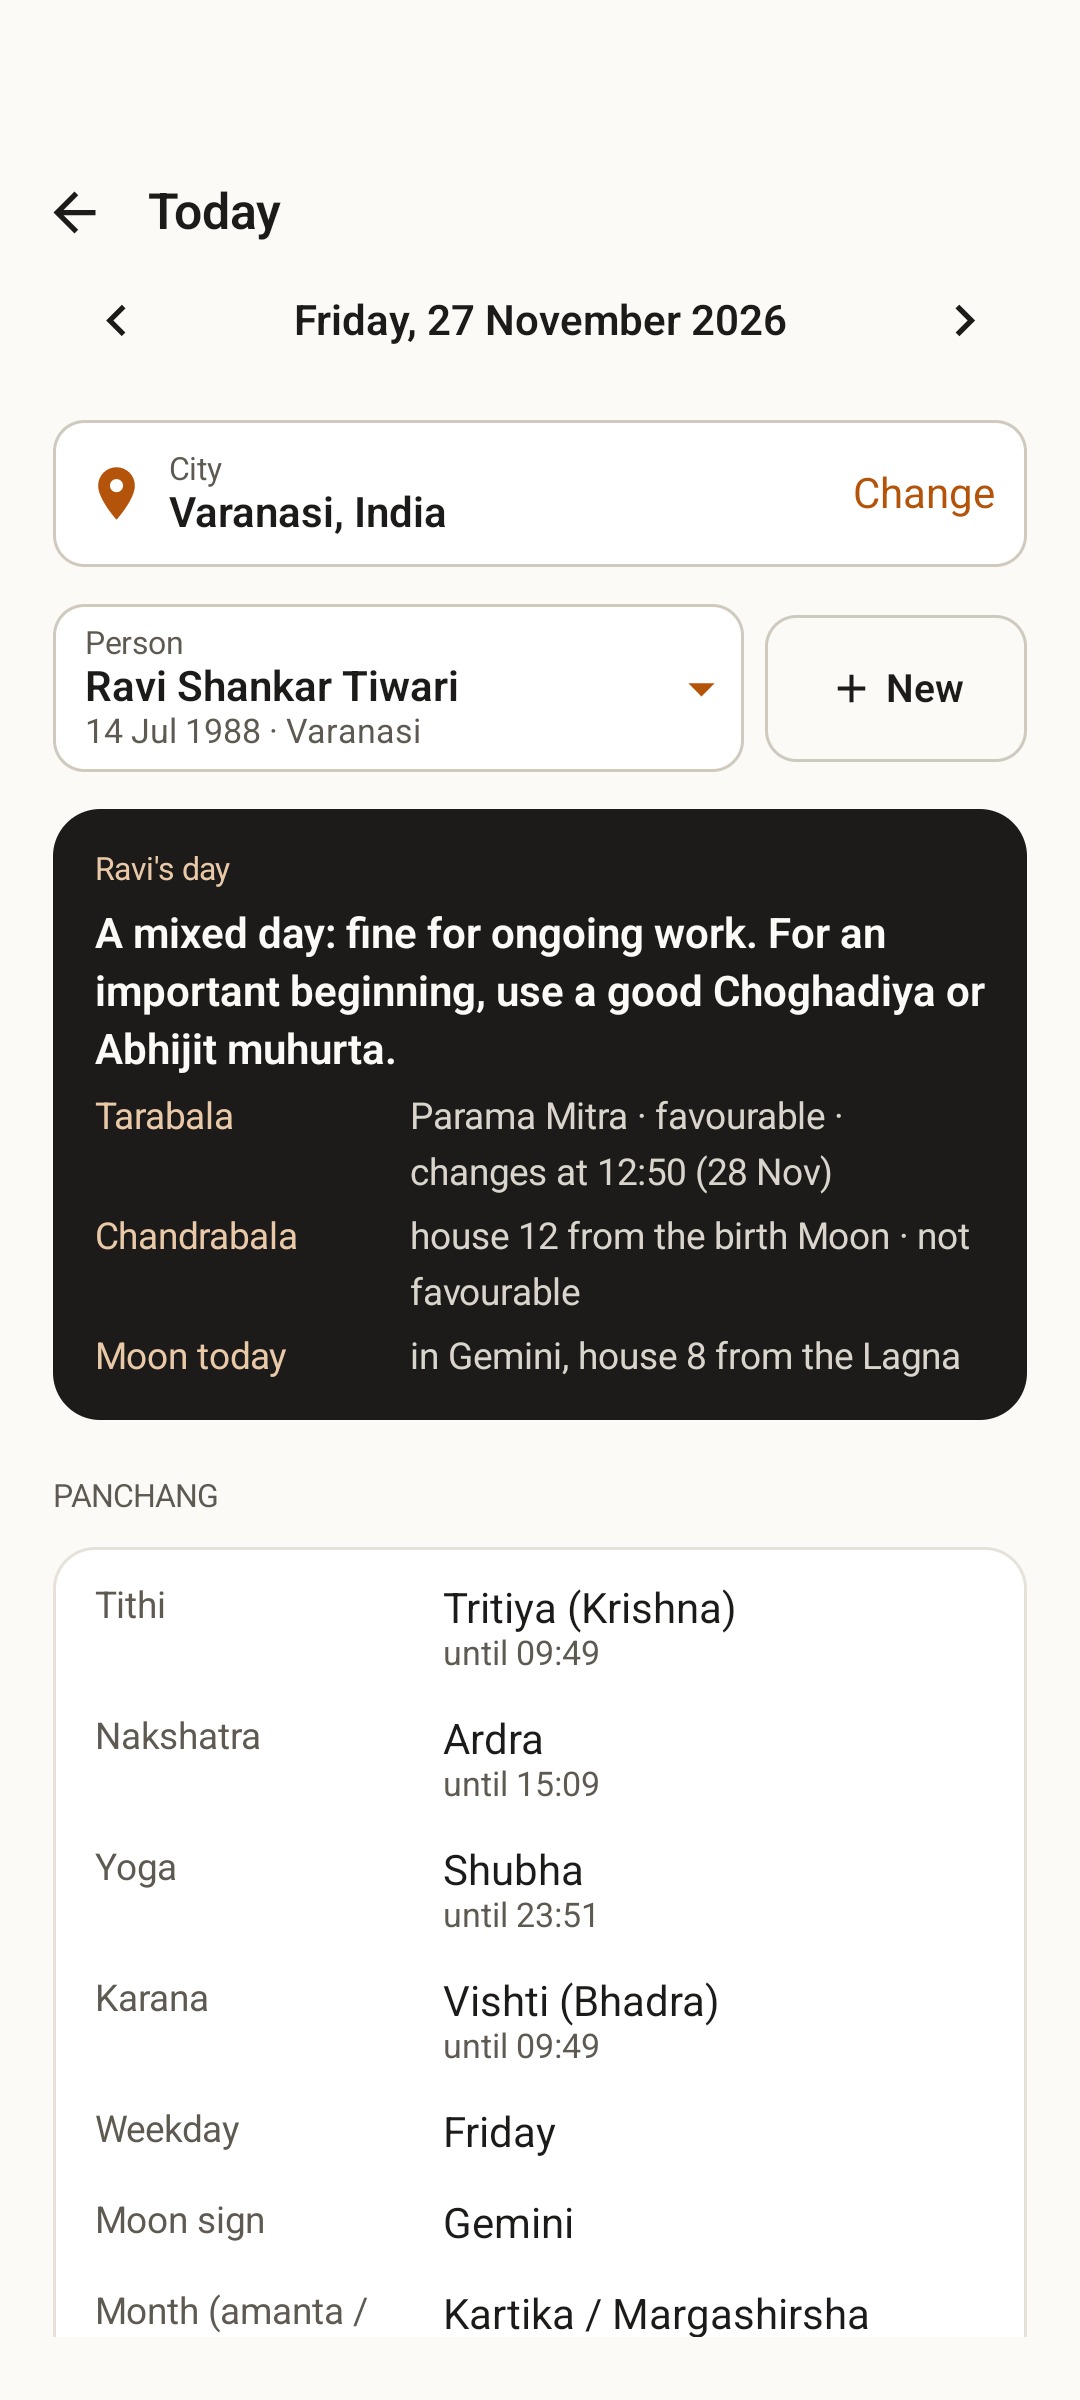 Today
Friday, 27 November 2026
City
Varanasi, India
Change
Person
Ravi Shankar Tiwari
14 Jul 1988 · Varanasi
+ New
Ravi's day
A mixed day: fine for ongoing work. For an
important beginning, use a good Choghadiya or
Abhijit muhurta.
Tarabala
Parama Mitra · favourable ·
changes at 12:50 (28 Nov)
Chandrabala
house 12 from the birth Moon · not
favourable
Moon today
in Gemini, house 8 from the Lagna
PANCHANG
Tithi
Tritiya (Krishna)
until 09:49
Nakshatra
Ardra
until 15:09
Yoga
Shubha
until 23:51
Karana
Vishti (Bhadra)
until 09:49
Weekday
Friday
Moon sign
Gemini
Month (amanta /
Kartika / Margashirsha